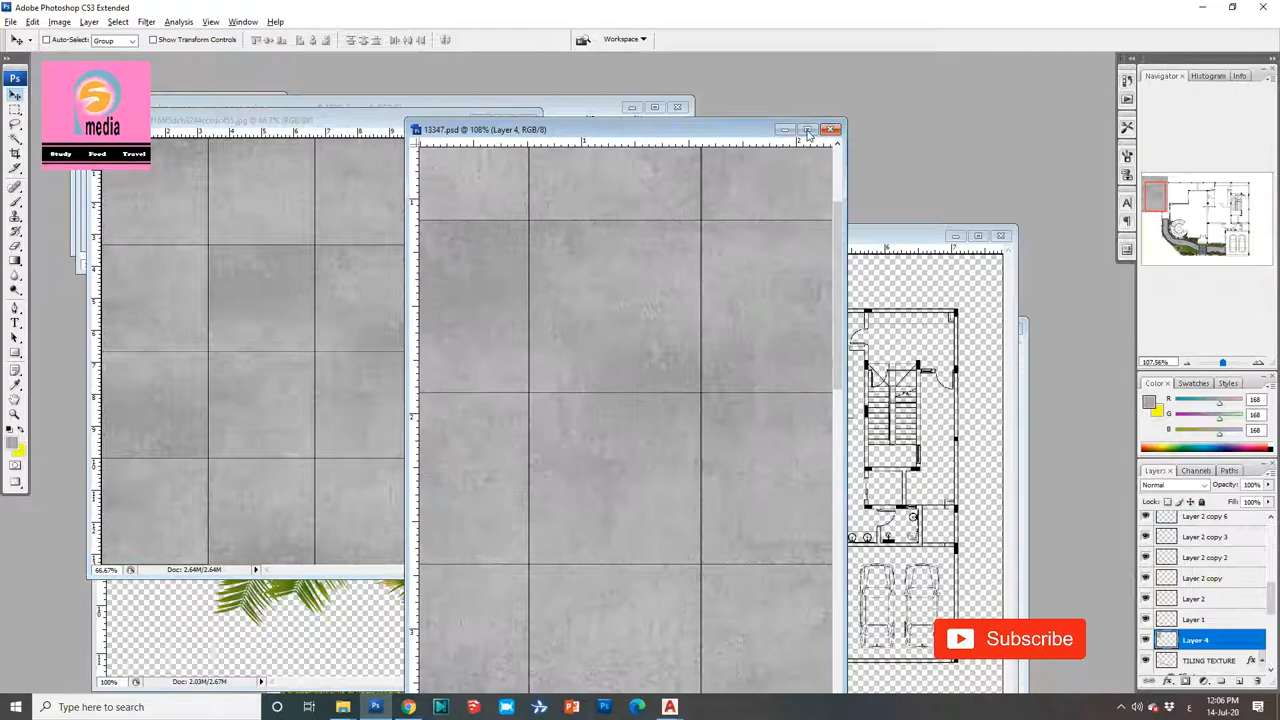 Adobe Photoshop CS3 Extended
File Edit Image Layer Select Filter Analysis View Window Help
Auto-Select: Group Show Transform Controls Workspace
Ps
media
Study Food Travel
13347.psd @ 108% (Layer 4, RGB/8)
Navigator Histogram Info
107.56%
Color Swatches Styles
R 168
G 168
B 168
Layers Channels Paths
Normal Opacity: 100%
Lock: Fill: 100%
Layer 2 copy 6
Layer 2 copy 3
Layer 2 copy 2
Layer 2 copy
Layer 2
Layer 1
Layer 4
TILING TEXTURE fx
66.67% Doc: 2.64M/2.64M
100% Doc: 2.03M/2.67M
Subscribe
Type here to search
12:06 PM
14-Jul-20